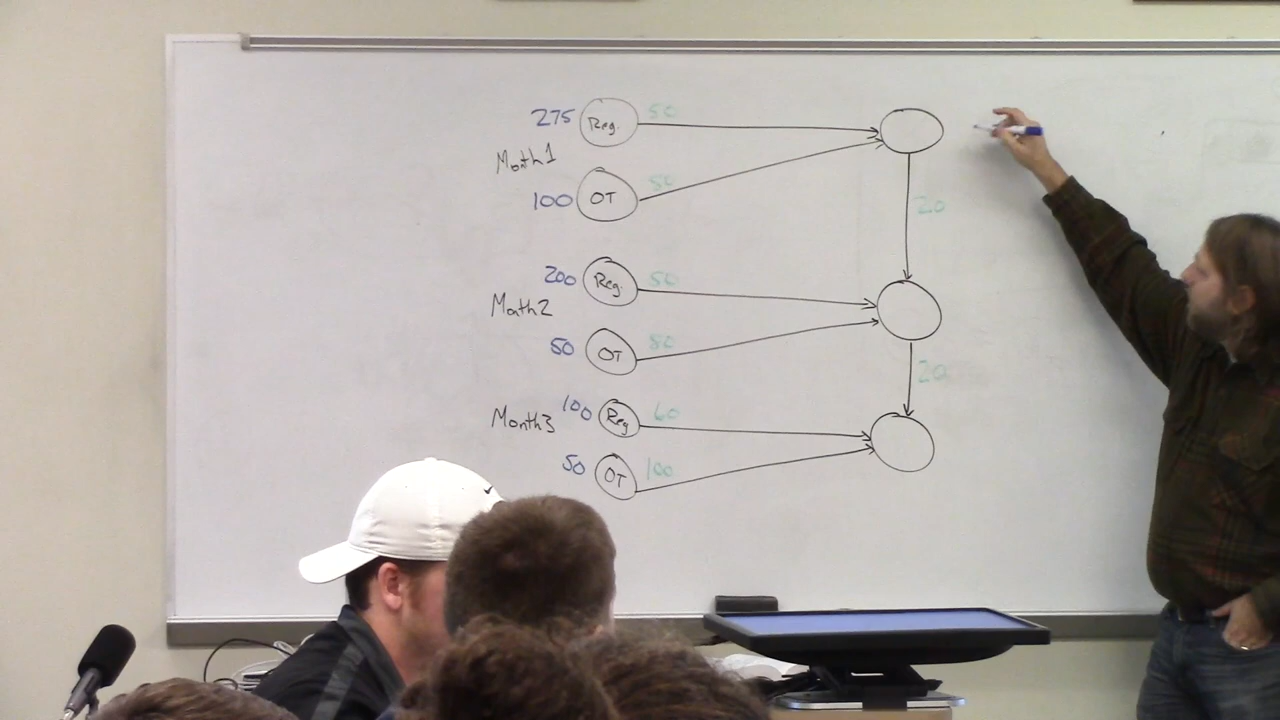 275 Reg. 50
Month1
100 OT 80
20
200 Reg. 50
Month2
50 OT 80
20
Month3 100 Reg 60
50 OT 100